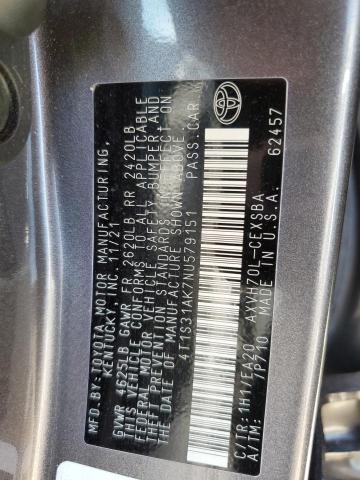 MFD.BY:TOYOTA MOTOR MANUFACTURING,
KENTUCKY, INC. 11/21
GVWR 4625LB GAWR FR 2620LB RR 2420LB
THIS VEHICLE CONFORMS TO ALL APPLICABLE
FEDERAL MOTOR VEHICLE SAFETY BUMPER, AND
THEFT PREVENTION STANDARDS IN EFFECT ON
THE DATE OF MANUFACTURE SHOWN ABOVE.
4T1S31AK7NU579151 PASS.CAR
C/TR:1H1/EA20 AXVH70L-CEXSBA
A/TM: /P710 MADE IN U.S.A.
62457